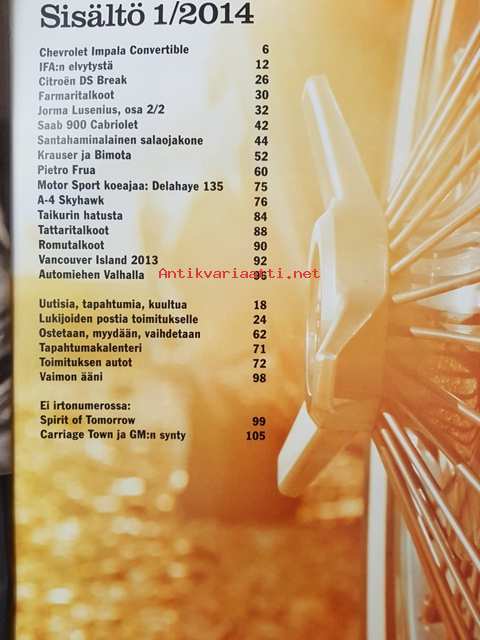 Sisältö 1/2014
Chevrolet Impala Convertible 6
IFA:n elvytystä 12
Citroën DS Break 26
Farmaritalkoot 30
Jorma Lusenius, osa 2/2 32
Saab 900 Cabriolet 42
Santahaminalainen salaojakone 44
Krauser ja Bimota 52
Pietro Frua 60
Motor Sport koeajaa: Delahaye 135 75
A-4 Skyhawk 76
Taikurin hatusta 84
Tattaritalkoot 88
Romutalkoot 90
Vancouver Island 2013 92
Automiehen Valhalla
Antikvariaatti.net
Uutisia, tapahtumia, kuultua 18
Lukijoiden postia toimitukselle 24
Ostetaan, myydään, vaihdetaan 62
Tapahtumakalenteri 71
Toimituksen autot 72
Vaimon ääni 98
Ei irtonumerossa:
Spirit of Tomorrow 99
Carriage Town ja GM:n synty 105